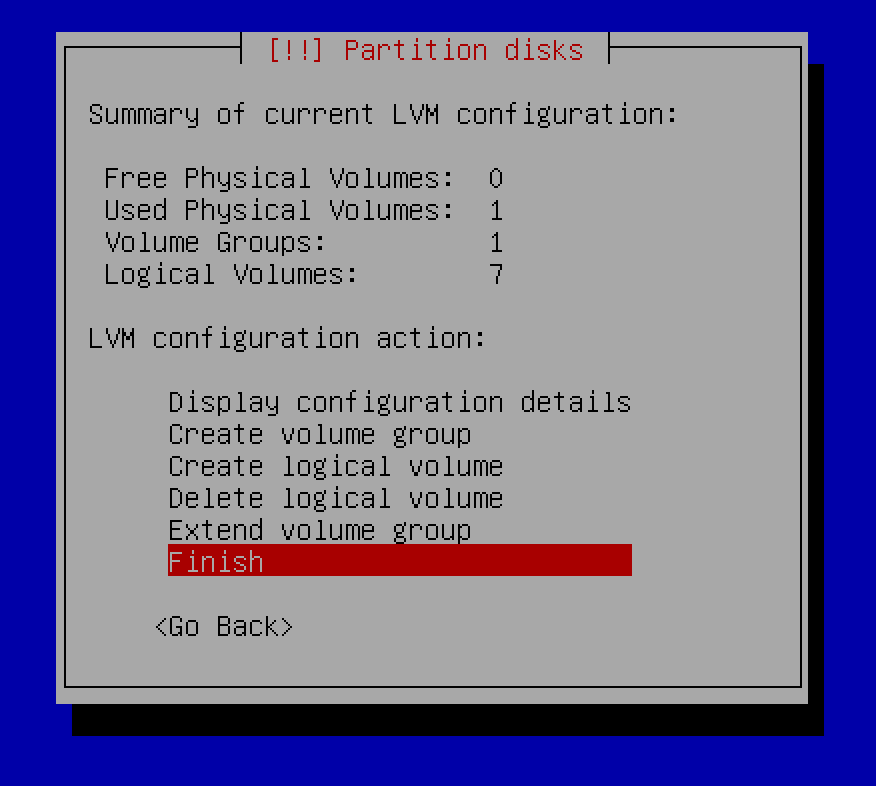 [!!] Partition disks
Summary of current LVM configuration:
Free Physical Volumes: 0
Used Physical Volumes: 1
Volume Groups: 1
Logical Volumes: 7
LVM configuration action:
Display configuration details
Create volume group
Create logical volume
Delete logical volume
Extend volume group
Finish
<Go Back>